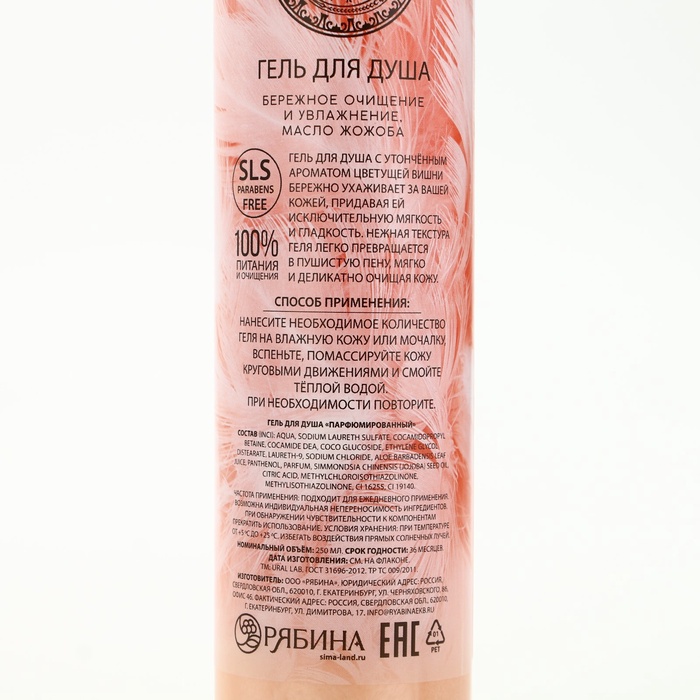 ГЕЛЬ ДЛЯ ДУША
БЕРЕЖНОЕ ОЧИЩЕНИЕ
И УВЛАЖНЕНИЕ,
МАСЛО ЖОЖОБА
SLS
PARABENS
FREE
100%
ПИТАНИЯ
И ОЧИЩЕНИЯ
ГЕЛЬ ДЛЯ ДУША С УТОНЧЁННЫМ
АРОМАТОМ ЦВЕТУЩЕЙ ВИШНИ
БЕРЕЖНО УХАЖИВАЕТ ЗА ВАШЕЙ
КОЖЕЙ, ПРИДАВАЯ ЕЙ
ИСКЛЮЧИТЕЛЬНУЮ МЯГКОСТЬ
И ГЛАДКОСТЬ. НЕЖНАЯ ТЕКСТУРА
ГЕЛЯ ЛЕГКО ПРЕВРАЩАЕТСЯ
В ПУШИСТУЮ ПЕНУ, МЯГКО
И ДЕЛИКАТНО ОЧИЩАЯ КОЖУ.
СПОСОБ ПРИМЕНЕНИЯ:
НАНЕСИТЕ НЕОБХОДИМОЕ КОЛИЧЕСТВО
ГЕЛЯ НА ВЛАЖНУЮ КОЖУ ИЛИ МОЧАЛКУ,
ВСПЕНЬТЕ, ПОМАССИРУЙТЕ КОЖУ
КРУГОВЫМИ ДВИЖЕНИЯМИ И СМОЙТЕ
ТЁПЛОЙ ВОДОЙ.
ПРИ НЕОБХОДИМОСТИ ПОВТОРИТЕ.
ГЕЛЬ ДЛЯ ДУША «ПАРФЮМИРОВАННЫЙ»
СОСТАВ (INCI): AQUA, SODIUM LAURETH SULFATE, COCAMIDOPROPYL
BETAINE, COCAMIDE DEA, COCO GLUCOSIDE, ETHYLENE GLYCOL
DISTEARATE, LAURETH-9, SODIUM CHLORIDE, ALOE BARBADENSIS LEAF
JUICE, PANTHENOL, PARFUM, SIMMONDSIA CHINENSIS (JOJOBA) SEED OIL,
CITRIC ACID, METHYLCHLOROISOTHIAZOLINONE,
METHYLISOTHIAZOLINONE, CI 16255, CI 19140.
ЧАСТОТА ПРИМЕНЕНИЯ: ПОДХОДИТ ДЛЯ ЕЖЕДНЕВНОГО ПРИМЕНЕНИЯ.
ВОЗМОЖНА ИНДИВИДУАЛЬНАЯ НЕПЕРЕНОСИМОСТЬ ИНГРЕДИЕНТОВ.
ПРИ ОБНАРУЖЕНИИ ЧУВСТВИТЕЛЬНОСТИ К КОМПОНЕНТАМ
ПРЕКРАТИТЬ ИСПОЛЬЗОВАНИЕ. УСЛОВИЯ ХРАНЕНИЯ: ПРИ ТЕМПЕРАТУРЕ
ОТ +5 °С ДО +25 °С. ИЗБЕГАТЬ ВОЗДЕЙСТВИЯ ПРЯМЫХ СОЛНЕЧНЫХ ЛУЧЕЙ.
НОМИНАЛЬНЫЙ ОБЪЁМ: 250 МЛ. СРОК ГОДНОСТИ: 36 МЕСЯЦЕВ.
ДАТА ИЗГОТОВЛЕНИЯ: СМ. НА ФЛАКОНЕ.
TM: URAL LAB. ГОСТ 31696-2012. ТР ТС 009/2011
ИЗГОТОВИТЕЛЬ: ООО «РЯБИНА», ЮРИДИЧЕСКИЙ АДРЕС: РОССИЯ,
СВЕРДЛОВСКАЯ ОБЛ., 620010, Г. ЕКАТЕРИНБУРГ, УЛ. ЧЕРНЯХОВСКОГО, 86,
ОФИС 46. ФАКТИЧЕСКИЙ АДРЕС: РОССИЯ, СВЕРДЛОВСКАЯ ОБЛ., 620010,
Г. ЕКАТЕРИНБУРГ, УЛ. ДИМИТРОВА, 17. INFO@RYABINAEKB.RU
РЯБИНА
sima-land.ru
EAC
01
PET